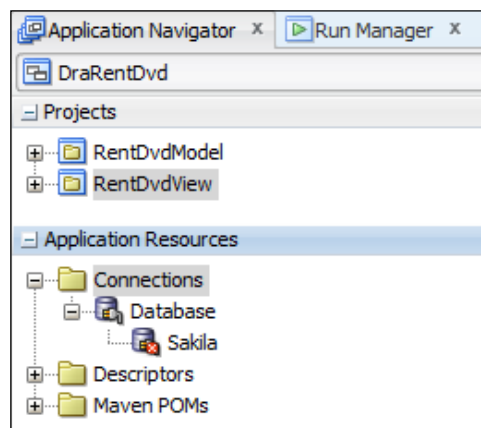 Application Navigator x Run Manager x
DraRentDvd
Projects
RentDvdModel
RentDvdView
Application Resources
Connections
Database
Sakila
Descriptors
Maven POMs